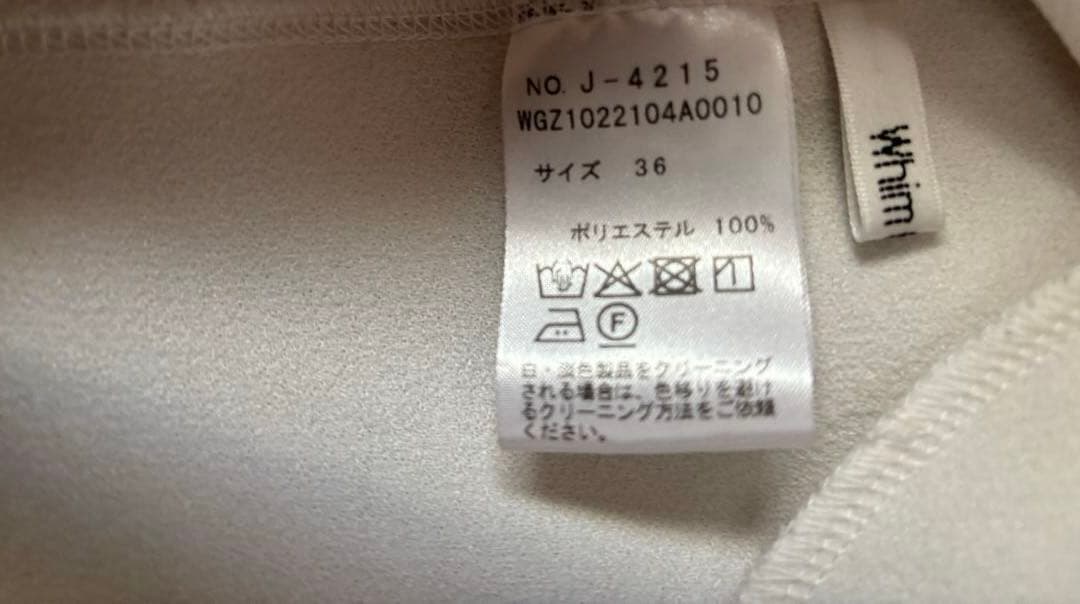 NO. J-4215
WGZ1022104A0010
サイズ 36
ポリエステル 100%
F
白・淡色製品をクリーニング
される場合は、色移りを避け
るクリーニング方法をご依頼
ください。
Whim